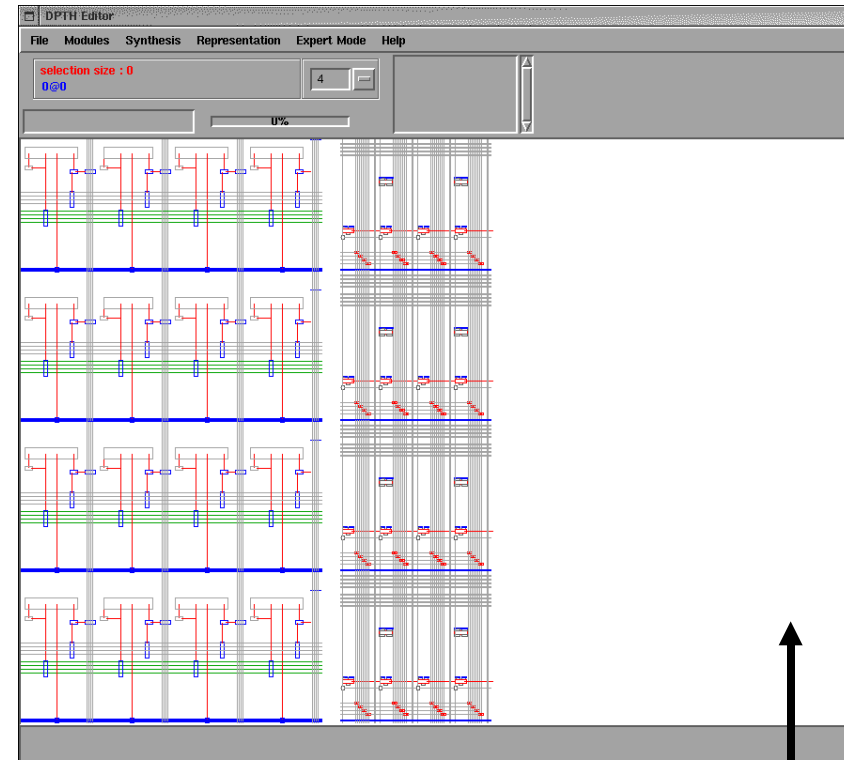 DPTH Editor
File Modules Synthesis Representation Expert Mode Help
selection size : 0
0@0
4
0%